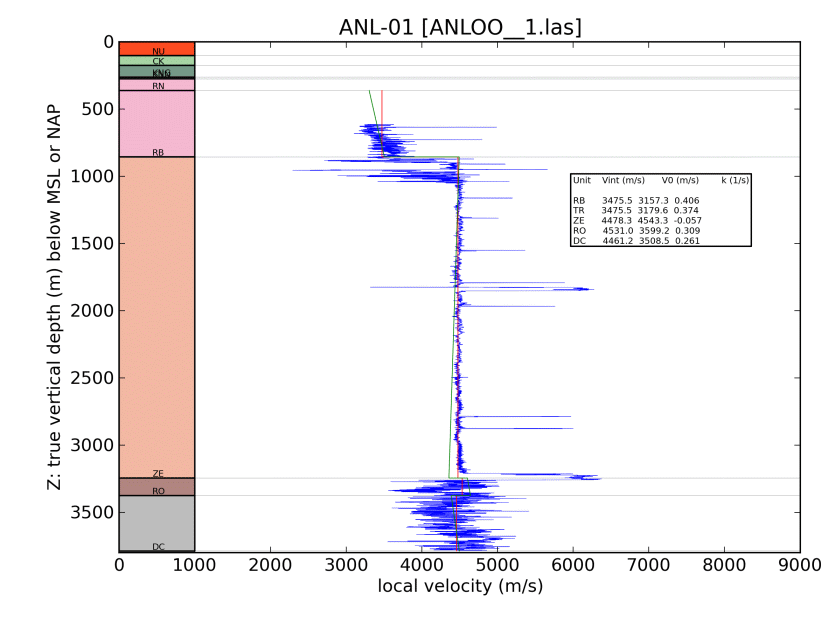 ANL-01 [ANLOO__1.las]
0
NU
CK
RN
500
RB
1000
Unit Vint (m/s) V0 (m/s) k (1/s)
RB 3475.5 3157.3 0.406
TR 3475.5 3179.6 0.374
ZE 4478.3 4543.3 -0.057
RO 4531.0 3599.2 0.309
DC 4461.2 3508.5 0.261
1500
2000
2500
3000
ZE
RO
3500
DC
Z: true vertical depth (m) below MSL or NAP
0 1000 2000 3000 4000 5000 6000 7000 8000 9000
local velocity (m/s)